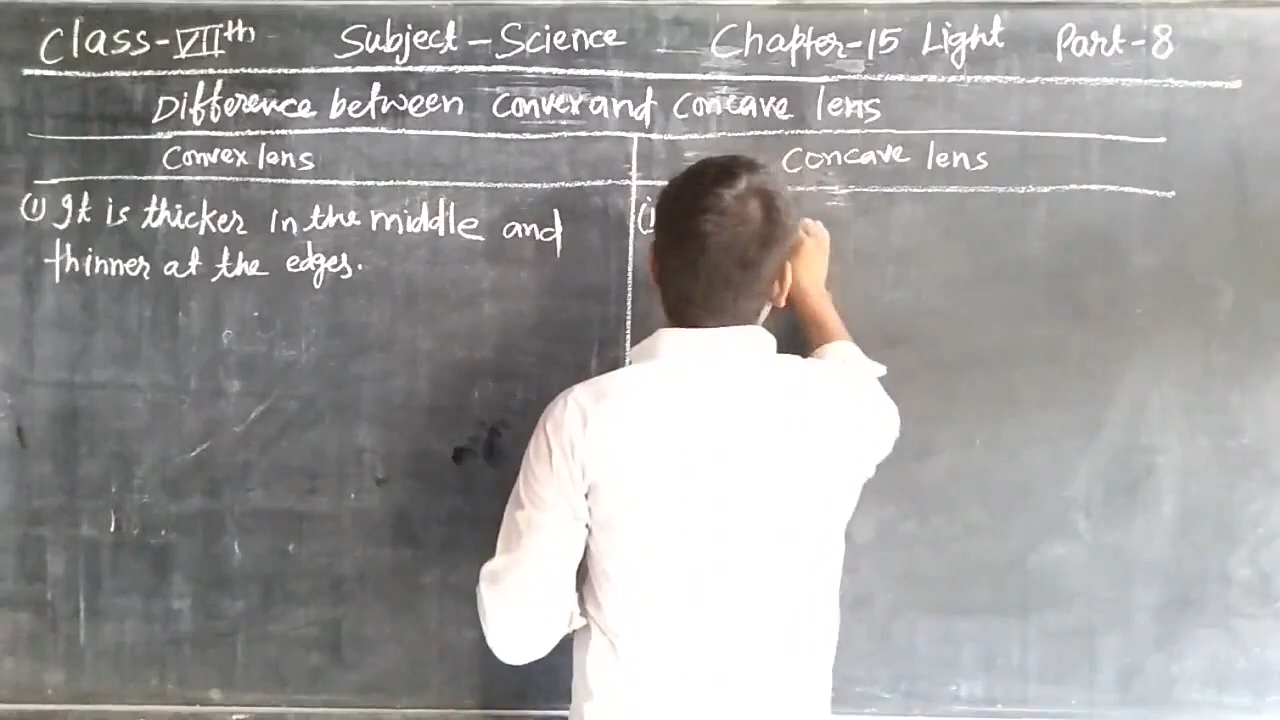 Class-VIIth Subject-Science Chapter-15 Light Part-8
Difference between convex and concave lens
Convex lens
Concave lens
(i) It is thicker in the middle and
thinner at the edges.
(i